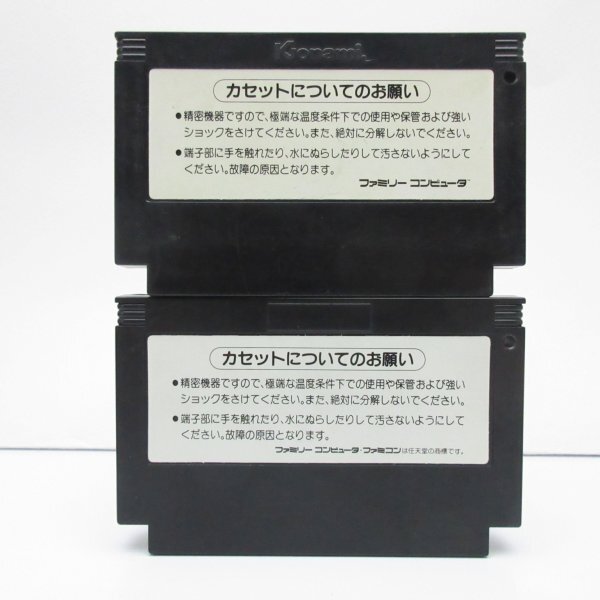 Konami
カセットについてのお願い
●精密機器ですので、極端な温度条件下での使用や保管および強い
ショックをさけてください。また、絶対に分解しないでください。
●端子部に手を触れたり、水にぬらしたりして汚さないようにして
ください。故障の原因となります。
ファミリー コンピュータ™
カセットについてのお願い
●精密機器ですので、極端な温度条件下での使用や保管および強い
ショックをさけてください。また、絶対に分解しないでください。
●端子部に手を触れたり、水にぬらしたりして汚さないようにして
ください。故障の原因となります。
ファミリー コンピュータ・ファミコンは任天堂の商標です。